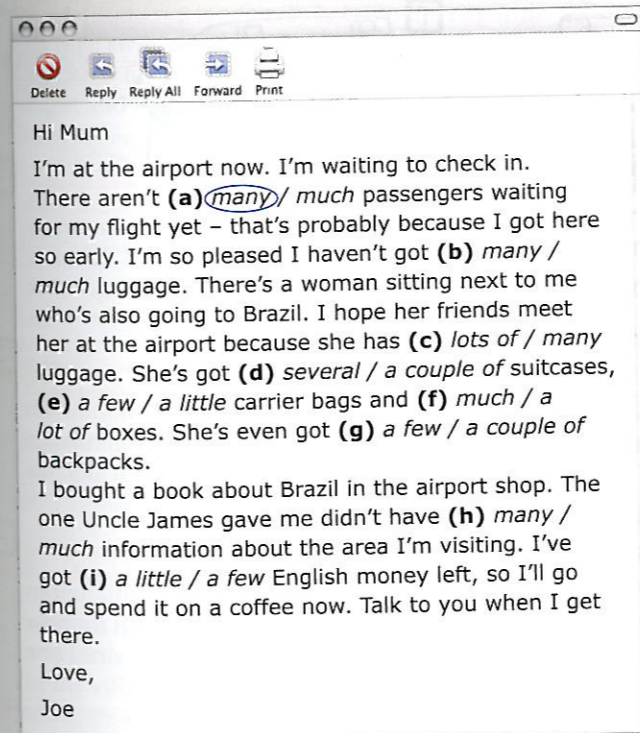 Delete Reply Reply All Forward Print
Hi Mum
I'm at the airport now. I'm waiting to check in.
There aren't (a) many / much passengers waiting
for my flight yet – that's probably because I got here
so early. I'm so pleased I haven't got (b) many /
much luggage. There's a woman sitting next to me
who's also going to Brazil. I hope her friends meet
her at the airport because she has (c) lots of / many
luggage. She's got (d) several / a couple of suitcases,
(e) a few / a little carrier bags and (f) much / a
lot of boxes. She's even got (g) a few / a couple of
backpacks.
I bought a book about Brazil in the airport shop. The
one Uncle James gave me didn't have (h) many /
much information about the area I'm visiting. I've
got (i) a little / a few English money left, so I'll go
and spend it on a coffee now. Talk to you when I get
there.
Love,
Joe